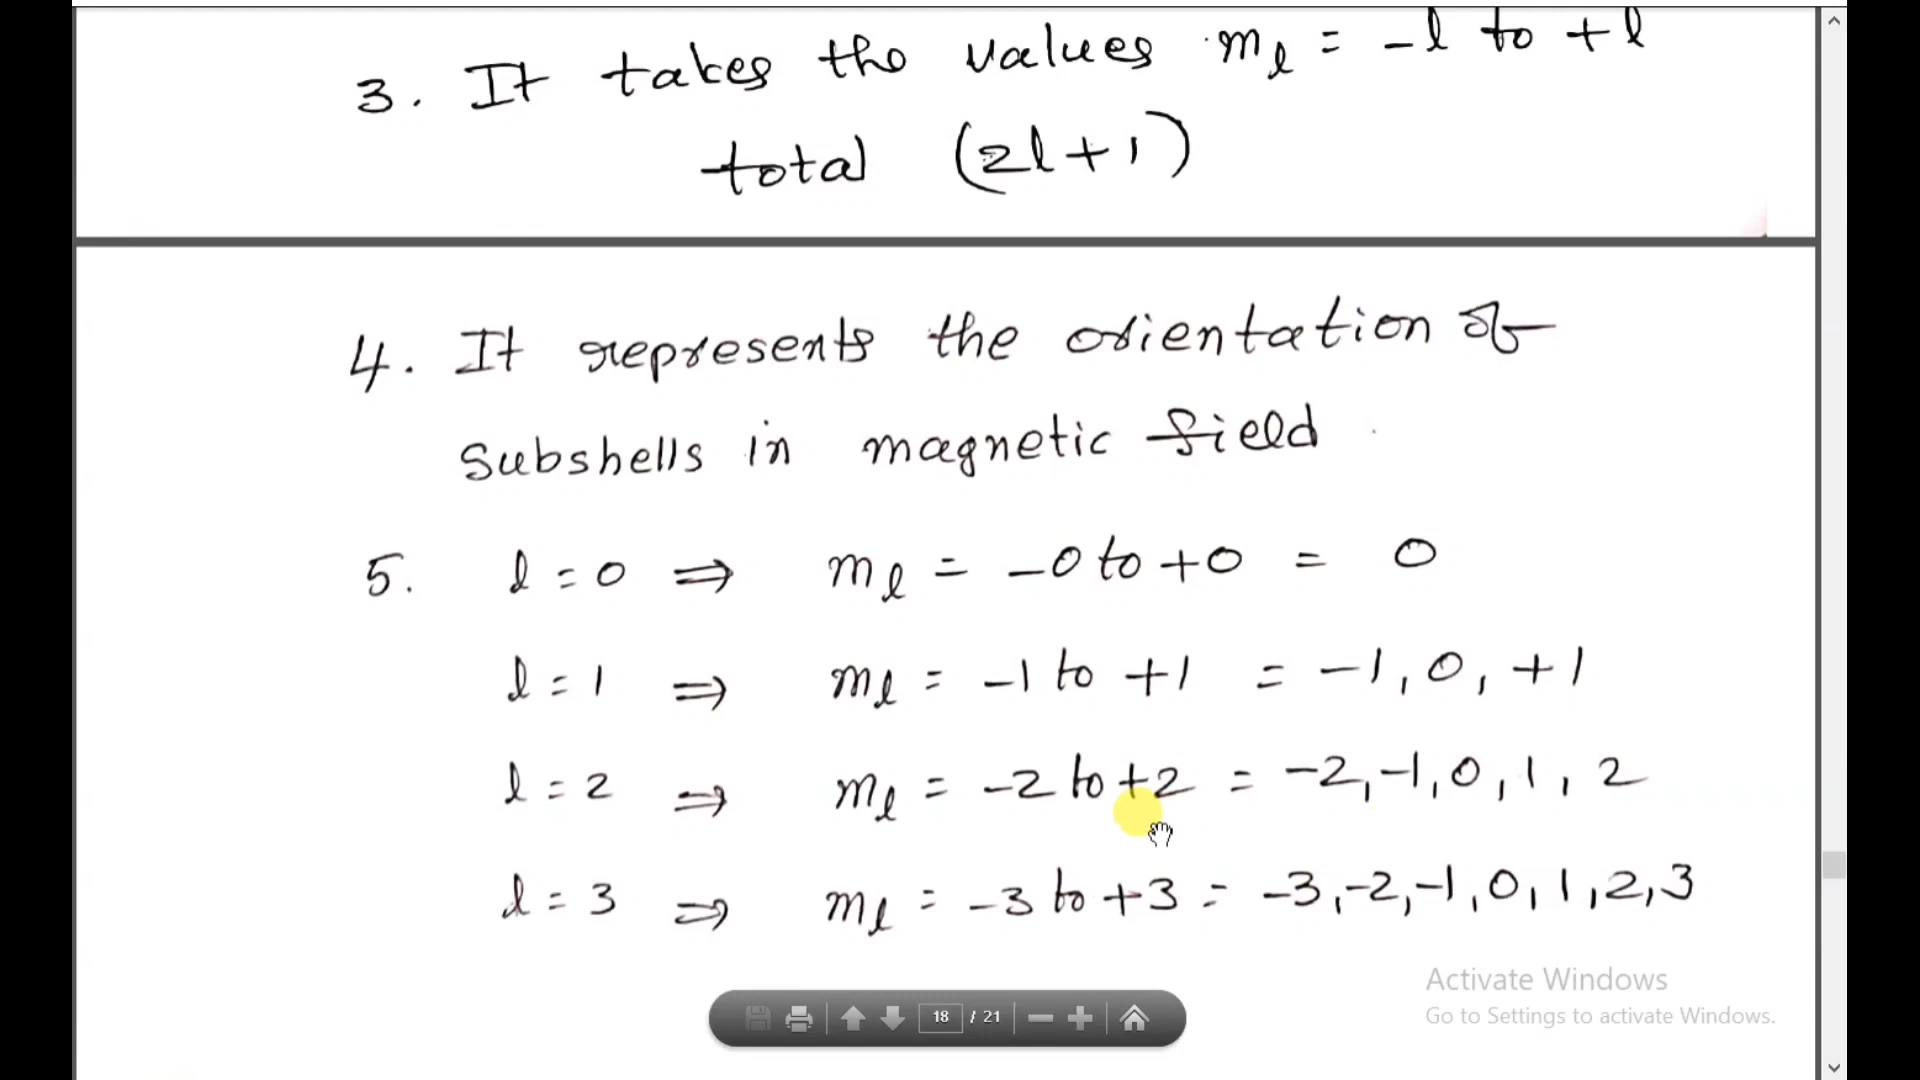 3. It takes the values mₗ = -l to +l
total (2l+1)
4. It represents the orientation of
Subshells in magnetic field.
5. l = 0 ⇒ mₗ = -0 to +0 = 0
l = 1 ⇒ mₗ = -1 to +1 = -1, 0, +1
l = 2 ⇒ mₗ = -2 to +2 = -2, -1, 0, 1, 2
l = 3 ⇒ mₗ = -3 to +3 = -3, -2, -1, 0, 1, 2, 3
Activate Windows
Go to Settings to activate Windows.
18 / 21